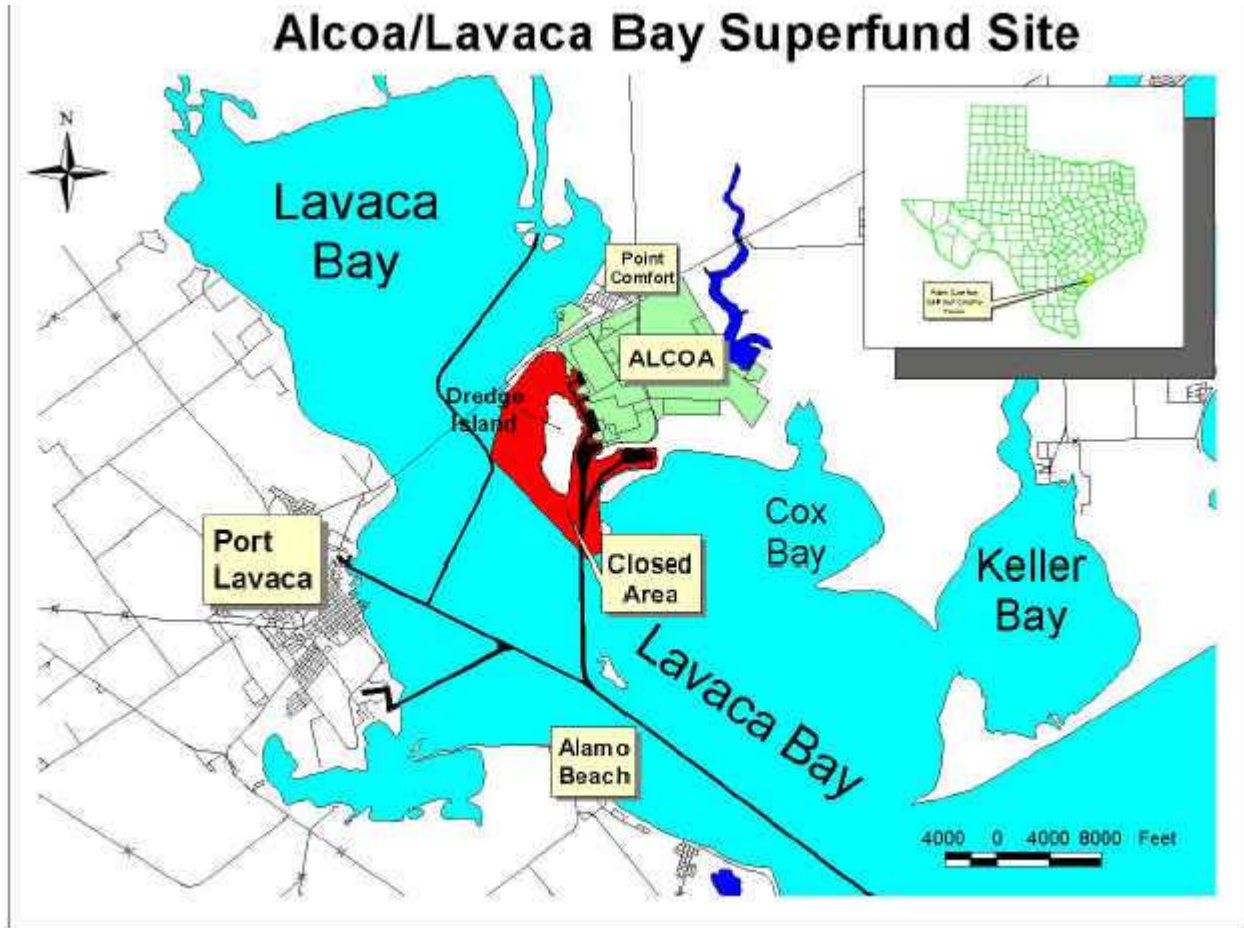 Alcoa/Lavaca Bay Superfund Site
N
Lavaca
Bay
Point
Comfort
ALCOA
Dredge
Island
Port
Lavaca
Closed
Area
Cox
Bay
Keller
Bay
Lavaca Bay
Alamo
Beach
4000 0 4000 8000 Feet